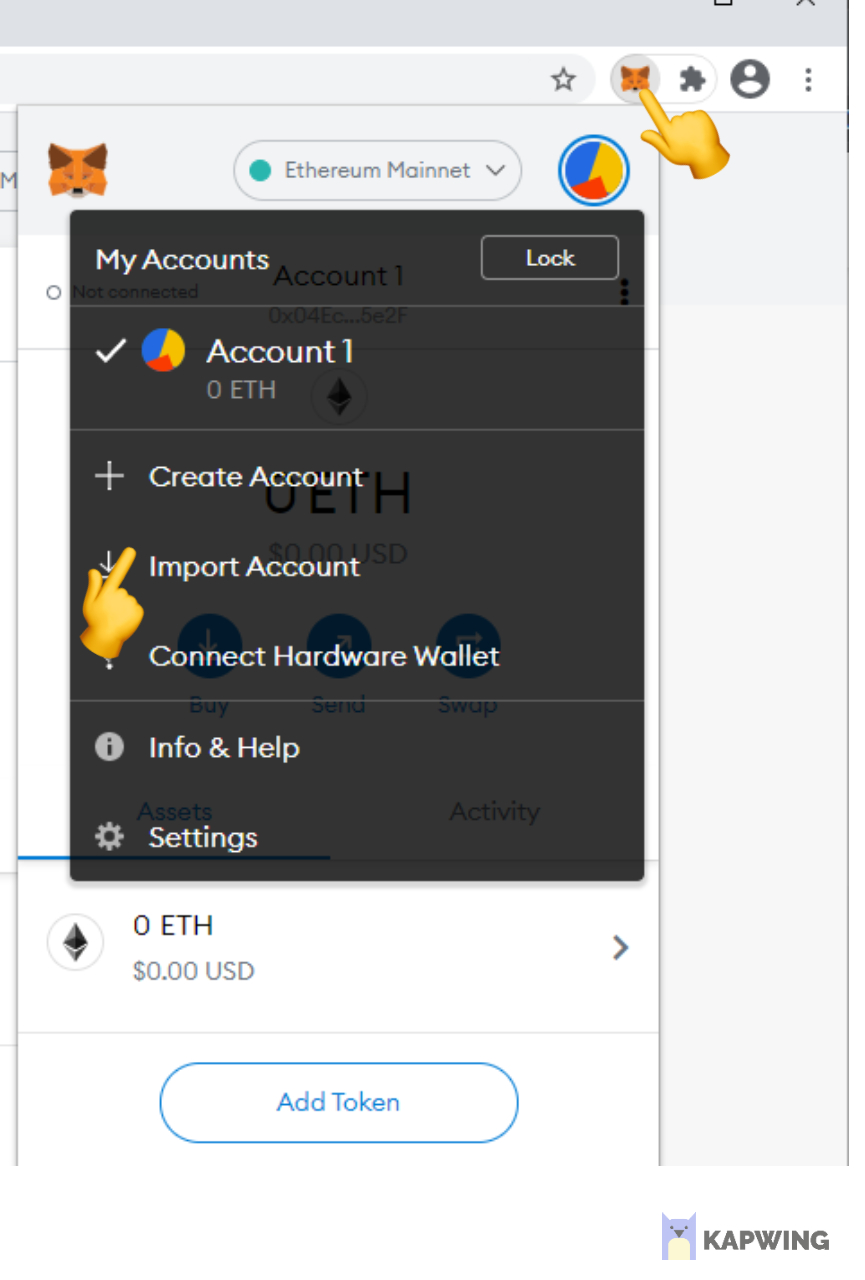 M
Ethereum Mainnet
My Accounts
Lock
Account 1
Not connected
0x04Ec...5e2F
Account 1
0 ETH
Create Account
0 ETH
$0.00 USD
Import Account
Connect Hardware Wallet
Buy
Send
Swap
Info & Help
Assets
Activity
Settings
0 ETH
$0.00 USD
Add Token
KAPWING